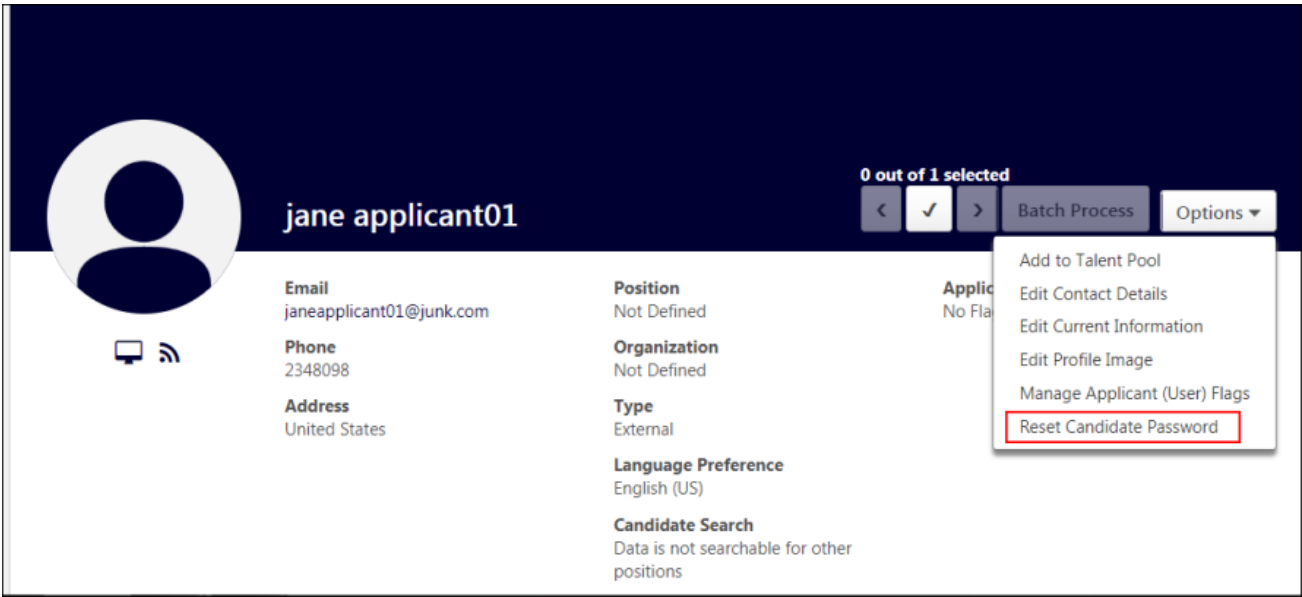 0 out of 1 selected
jane applicant01
Batch Process
Options
Add to Talent Pool
Edit Contact Details
Edit Current Information
Edit Profile Image
Manage Applicant (User) Flags
Reset Candidate Password
Email
janeapplicant01@junk.com
Phone
2348098
Address
United States
Position
Not Defined
Organization
Not Defined
Type
External
Language Preference
English (US)
Candidate Search
Data is not searchable for other
positions
Applic
No Fla